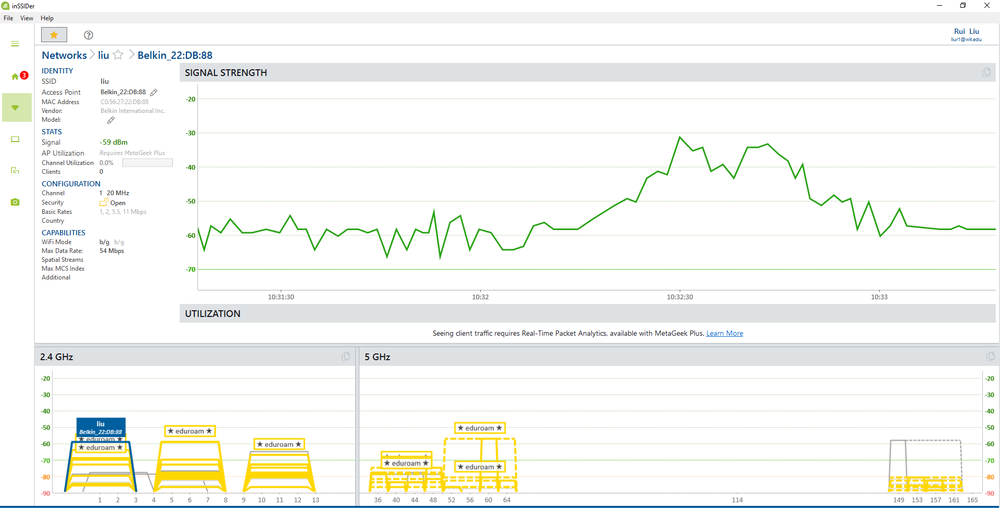 inSSIDer
File View Help
Rui Liu
liur1@wit.edu
Networks liu Belkin_22:DB:88
3
IDENTITY
SSID liu
Access Point Belkin_22:DB:88
MAC Address C0:56:27:22:DB:88
Vendor: Belkin International Inc.
Model:
STATS
Signal -59 dBm
AP Utilization Requires MetaGeek Plus
Channel Utilization 0.0%
Clients 0
CONFIGURATION
Channel 1 20 MHz
Security Open
Basic Rates 1, 2, 5.5, 11 Mbps
Country
CAPABILITIES
WiFi Mode b/g b/g
Max Data Rate: 54 Mbps
Spatial Streams
Max MCS Index
Additional
SIGNAL STRENGTH
-20
-30
-40
-50
-60
-70
10:31:30 10:32 10:32:30 10:33
UTILIZATION
Seeing client traffic requires Real-Time Packet Analytics, available with MetaGeek Plus. Learn More
2.4 GHz
-20
-30
-40
-50
-60
-70
-80
-90
liu
Belkin_22:DB:88
★ eduroam ★
★ eduroam ★
★ eduroam ★
★ eduroam ★
1 2 3 4 5 6 7 8 9 10 11 12 13
5 GHz
★ eduroam ★
★ eduroam ★
★ eduroam ★
-20
-30
-40
-50
-60
-70
-80
-90
36 40 44 48 52 56 60 64 114 149 153 157 161 165